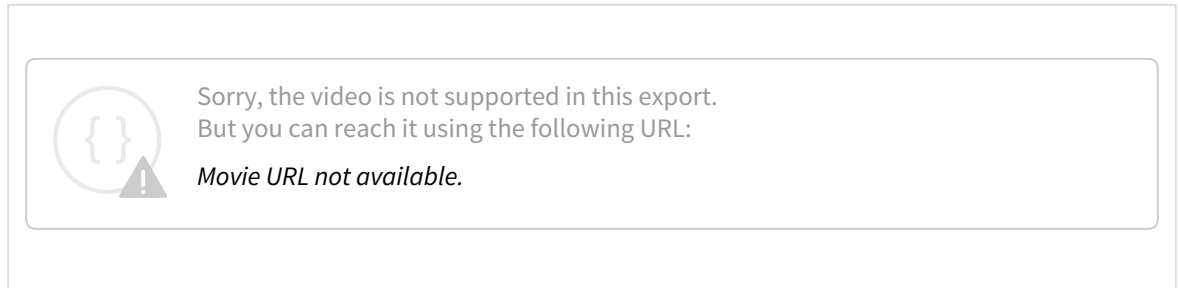 Sorry, the video is not supported in this export.
But you can reach it using the following URL:
Movie URL not available.